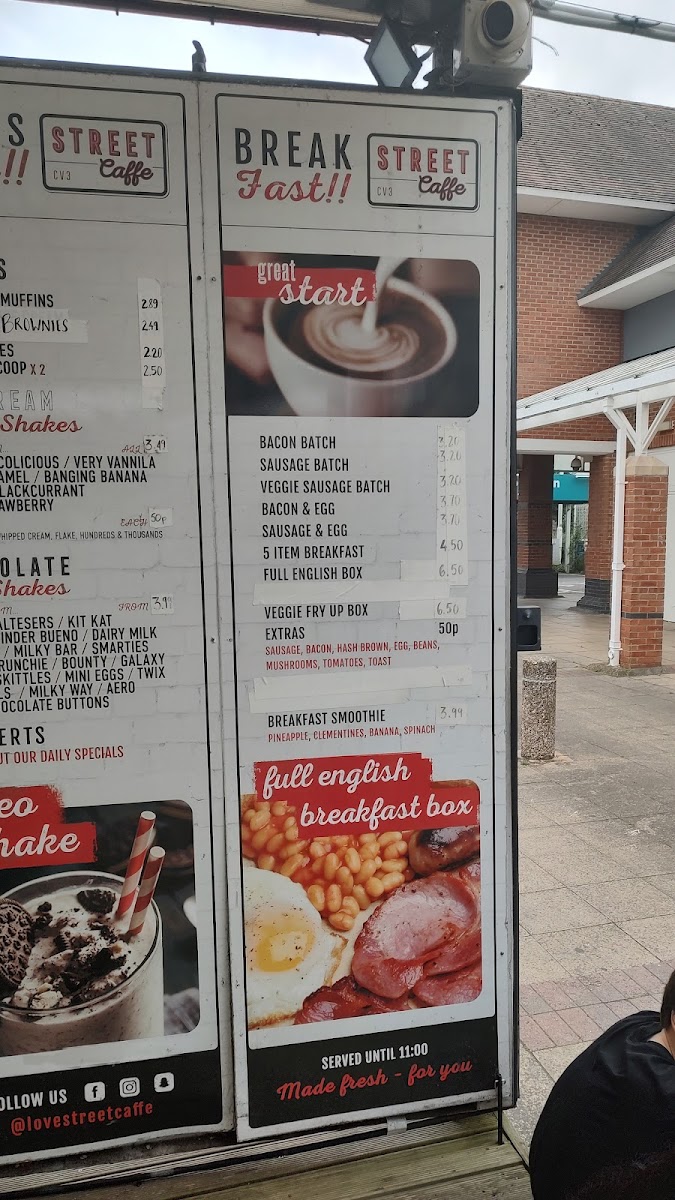 S
!!
STREET
CV3 Caffe
S
MUFFINS 2.89
BROWNIES 2.49
ES 2.20
COOP X 2 2.50
REAM
Shakes
ALL 3.49
COLICIOUS / VERY VANNILA
AMEL / BANGING BANANA
LACKCURRANT
AWBERRY
EACH 50p
HIPPED CREAM, FLAKE, HUNDREDS & THOUSANDS
OLATE
Shakes
FROM 3.99
ALTESERS / KIT KAT
INDER BUENO / DAIRY MILK
/ MILKY BAR / SMARTIES
RUNCHIE / BOUNTY / GALAXY
SKITTLES / MINI EGGS / TWIX
LS / MILKY WAY / AERO
OCOLATE BUTTONS
ERTS
UT OUR DAILY SPECIALS
eo
hake
OLLOW US
@lovestreetcaffe
BREAK
Fast!!
STREET
CV3 Caffe
great
start
BACON BATCH 3.20
SAUSAGE BATCH 3.20
VEGGIE SAUSAGE BATCH 3.20
BACON & EGG 3.70
SAUSAGE & EGG 3.70
5 ITEM BREAKFAST 4.50
FULL ENGLISH BOX 6.50
VEGGIE FRY UP BOX 6.50
EXTRAS 50p
SAUSAGE, BACON, HASH BROWN, EGG, BEANS,
MUSHROOMS, TOMATOES, TOAST
BREAKFAST SMOOTHIE 3.99
PINEAPPLE, CLEMENTINES, BANANA, SPINACH
full english
breakfast box
SERVED UNTIL 11:00
Made fresh - for you